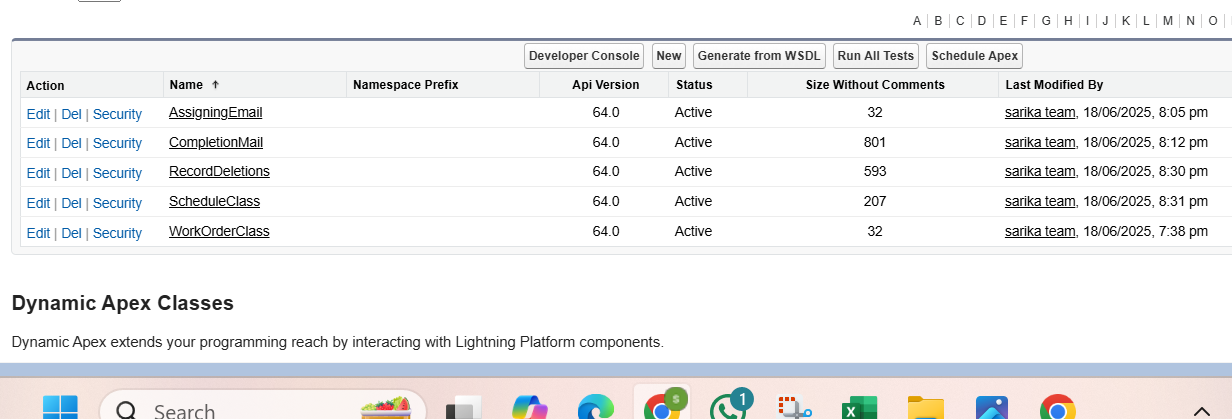 A | B | C | D | E | F | G | H | I | J | K | L | M | N | O |
Developer Console New Generate from WSDL Run All Tests Schedule Apex
Action Name ↑ Namespace Prefix Api Version Status Size Without Comments Last Modified By
Edit | Del | Security AssigningEmail 64.0 Active 32 sarika team, 18/06/2025, 8:05 pm
Edit | Del | Security CompletionMail 64.0 Active 801 sarika team, 18/06/2025, 8:12 pm
Edit | Del | Security RecordDeletions 64.0 Active 593 sarika team, 18/06/2025, 8:30 pm
Edit | Del | Security ScheduleClass 64.0 Active 207 sarika team, 18/06/2025, 8:31 pm
Edit | Del | Security WorkOrderClass 64.0 Active 32 sarika team, 18/06/2025, 7:38 pm
Dynamic Apex Classes
Dynamic Apex extends your programming reach by interacting with Lightning Platform components.
Search s 1 X